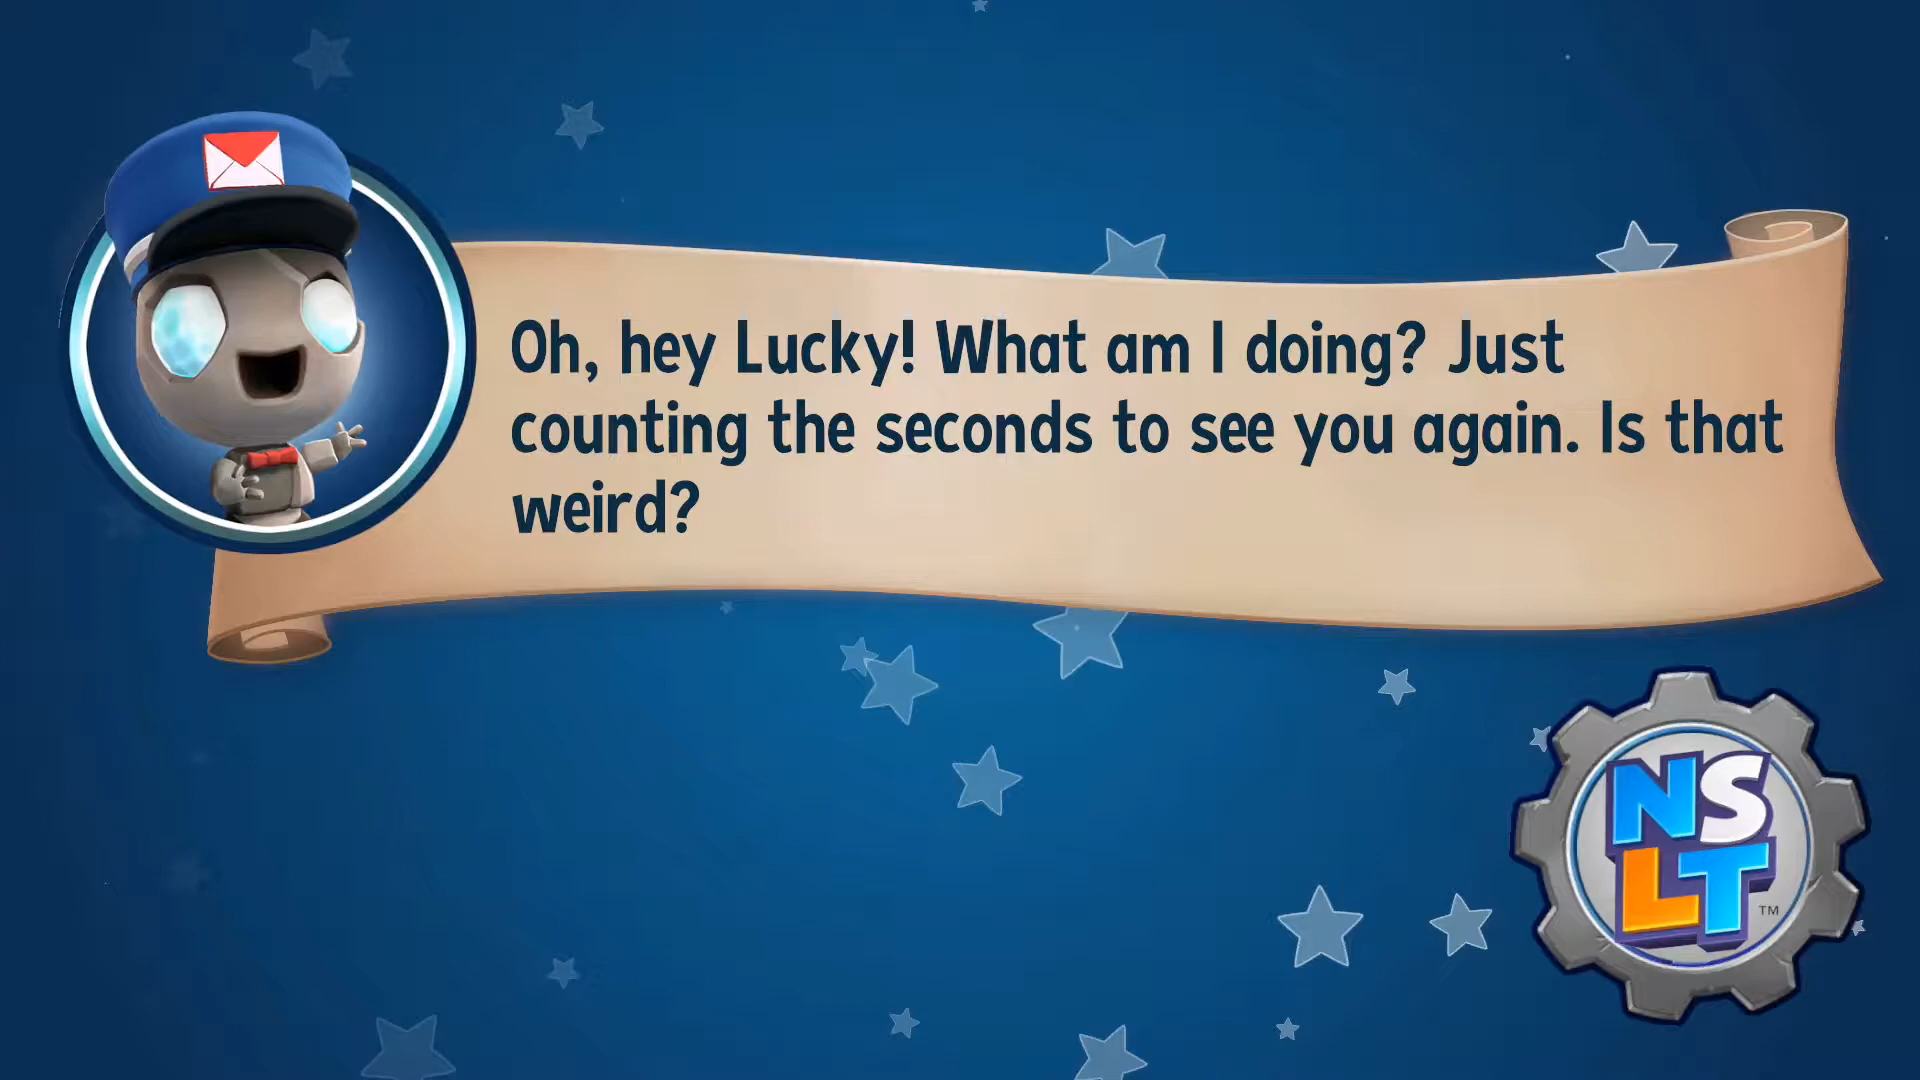 Oh, hey Lucky! What am I doing? Just
counting the seconds to see you again. Is that
weird?
NS
LT
TM